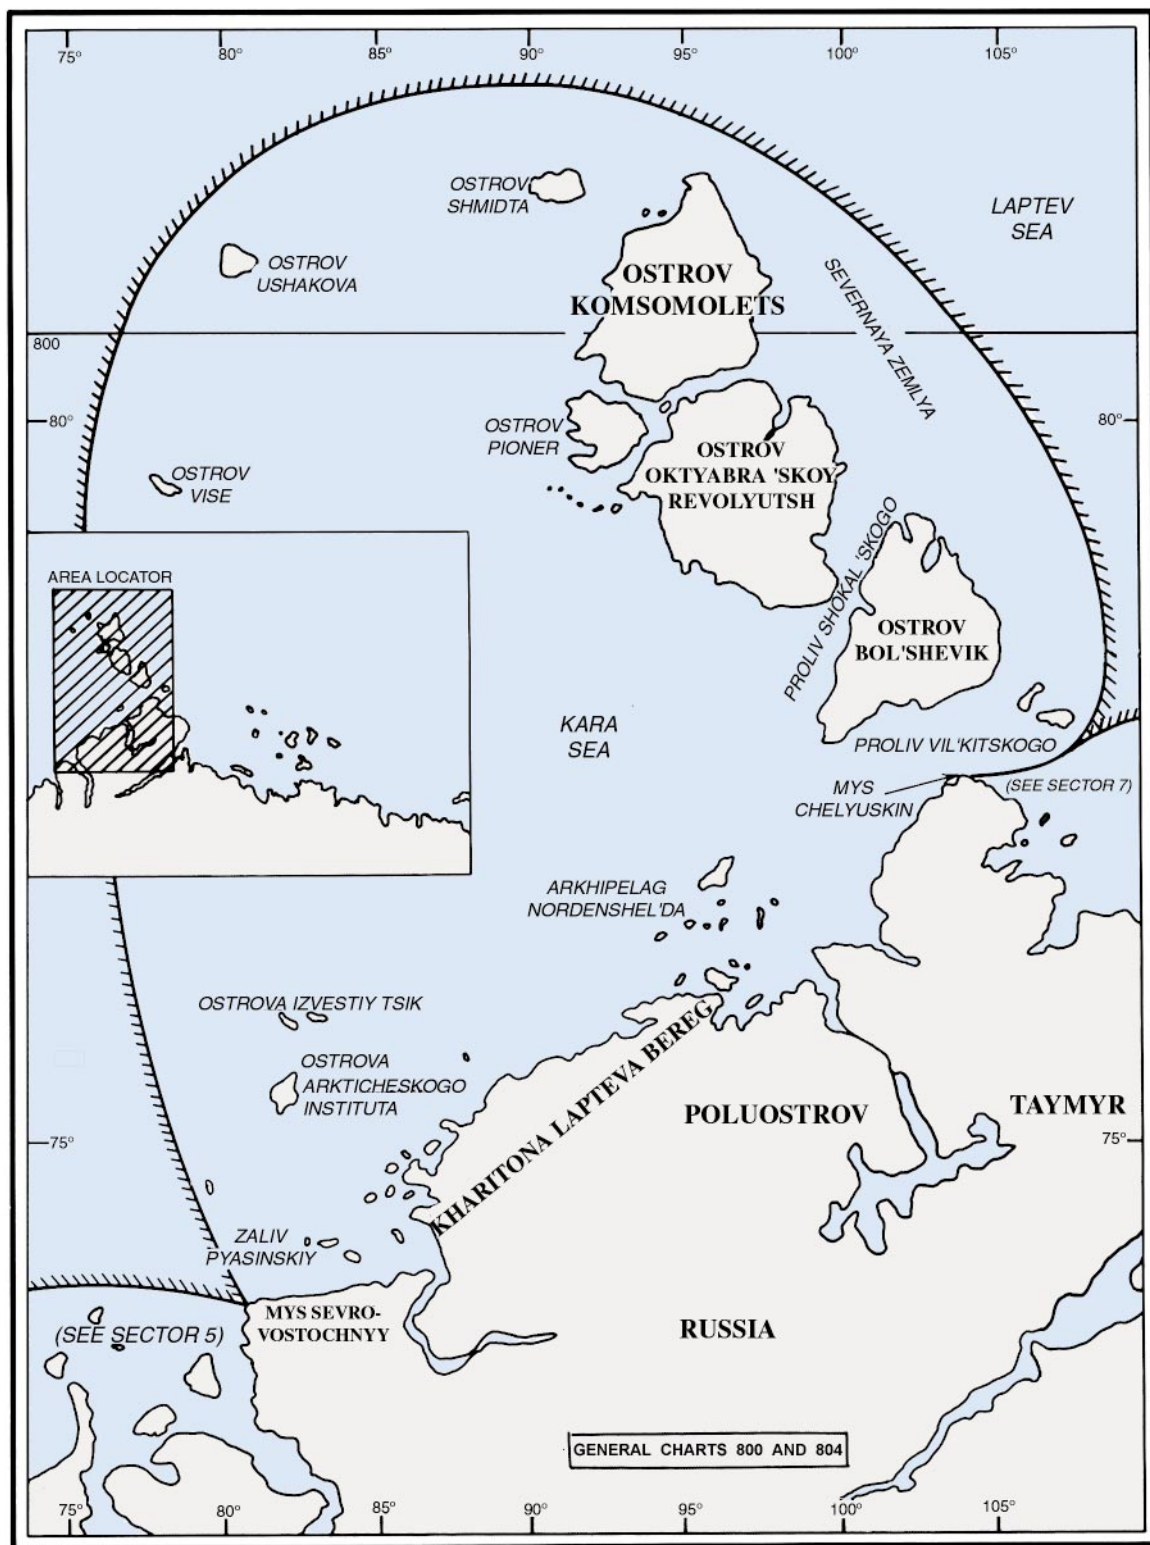 75° 80° 85° 90° 95° 100° 105°
OSTROV
SHMIDTA
LAPTEV
SEA
OSTROV
USHAKOVA
OSTROV
KOMSOMOLETS
SEVERNAYA ZEMLYA
800
80°
80°
OSTROV
PIONER
OSTROV
OKTYABRA 'SKOY
REVOLYUTSH
OSTROV
VISE
PROLIV SHOKAL 'SKOGO
AREA LOCATOR
OSTROV
BOL'SHEVIK
KARA
SEA
PROLIV VIL'KITSKOGO
MYS
CHELYUSKIN
(SEE SECTOR 7)
ARKHIPELAG
NORDENSHEL'DA
OSTROVA IZVESTIY TSIK
OSTROVA
ARKTICHESKOGO
INSTITUTA
KHARITONA LAPTEVA BEREG
POLUOSTROV
TAYMYR
75°
75°
ZALIV
PYASINSKIY
MYS SEVRO-
VOSTOCHNYY
(SEE SECTOR 5)
RUSSIA
GENERAL CHARTS 800 AND 804
75° 80° 85° 90° 95° 100° 105°